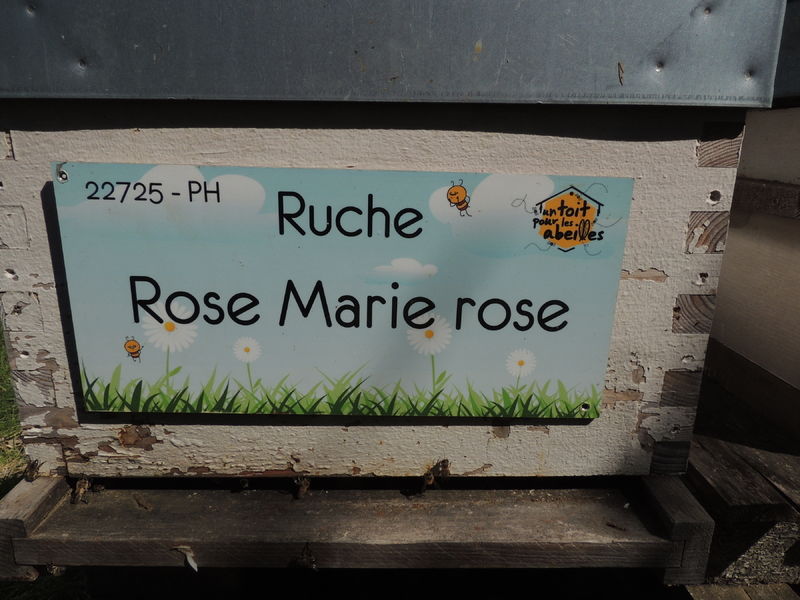 22725 - PH
Ruche
un toit
pour les
abeilles
Rose Marie rose